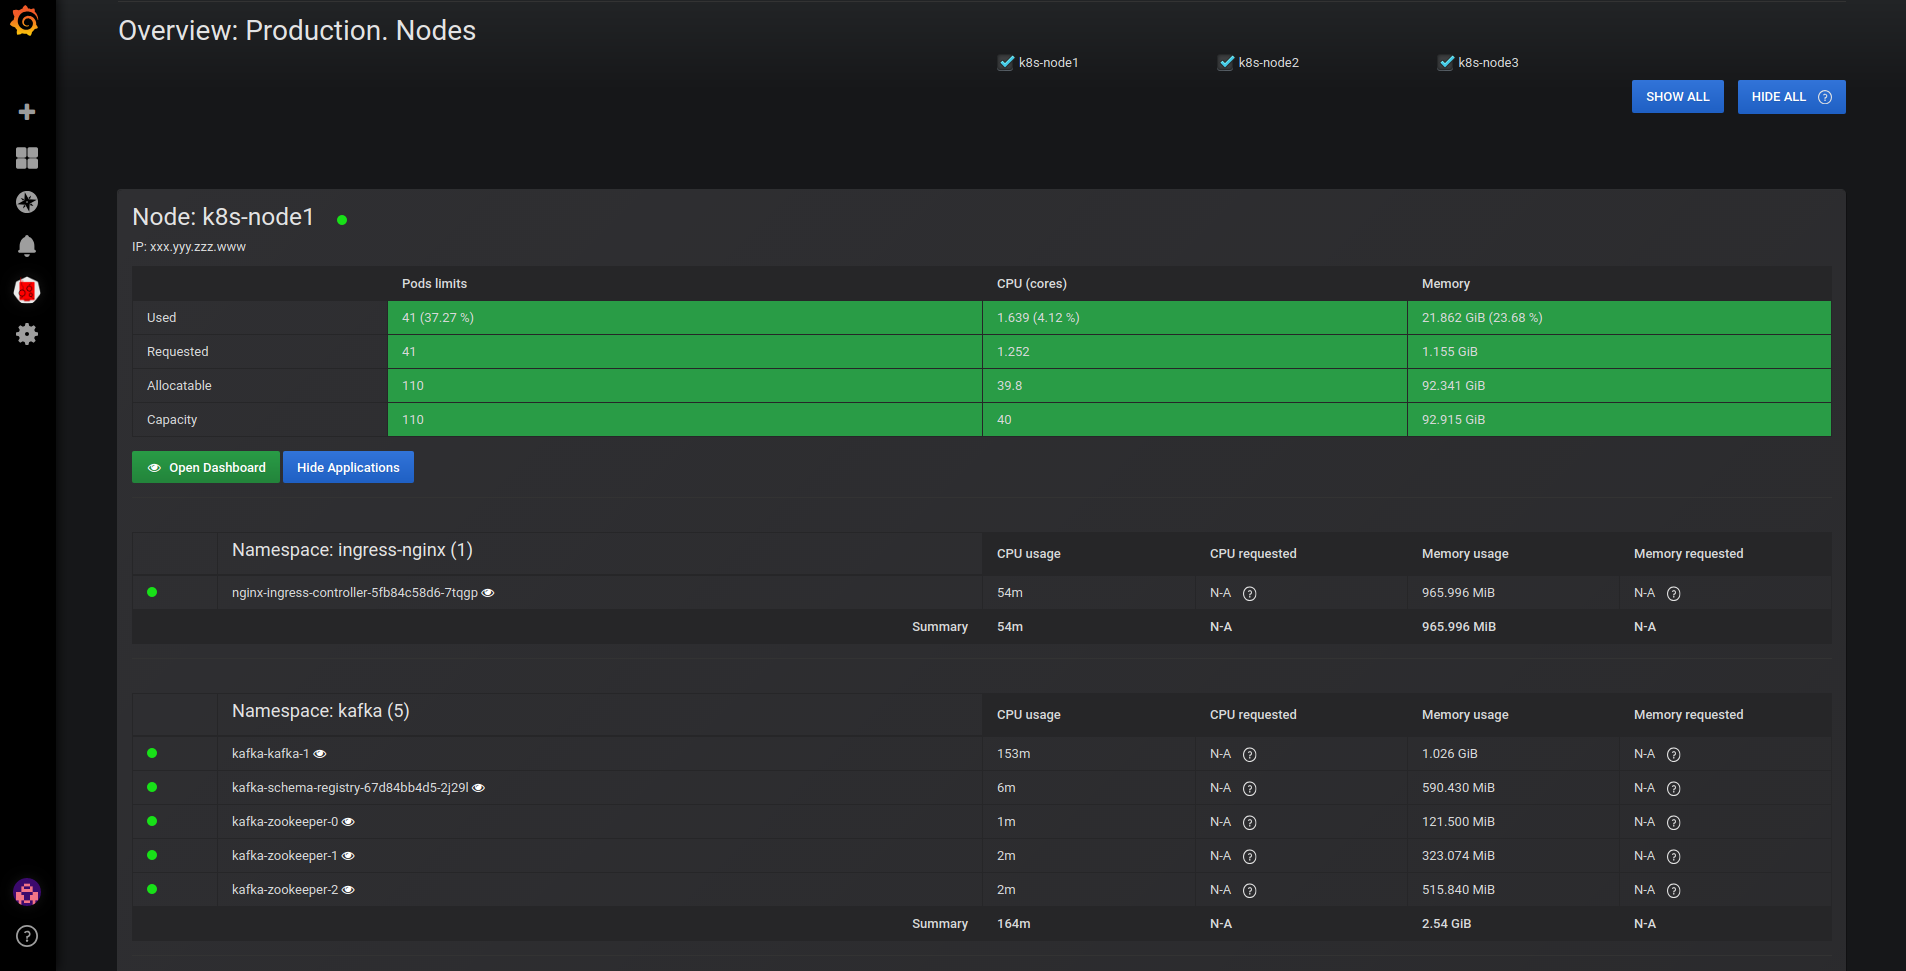 Overview: Production. Nodes
k8s-node1 k8s-node2 k8s-node3
SHOW ALL HIDE ALL ?
Node: k8s-node1
IP: xxx.yyy.zzz.www
Pods limits CPU (cores) Memory
Used 41 (37.27 %) 1.639 (4.12 %) 21.862 GiB (23.68 %)
Requested 41 1.252 1.155 GiB
Allocatable 110 39.8 92.341 GiB
Capacity 110 40 92.915 GiB
Open Dashboard Hide Applications
Namespace: ingress-nginx (1) CPU usage CPU requested Memory usage Memory requested
nginx-ingress-controller-5fb84c58d6-7tqgp 54m N-A ? 965.996 MiB N-A ?
Summary 54m N-A 965.996 MiB N-A
Namespace: kafka (5) CPU usage CPU requested Memory usage Memory requested
kafka-kafka-1 153m N-A ? 1.026 GiB N-A ?
kafka-schema-registry-67d84bb4d5-2j29l 6m N-A ? 590.430 MiB N-A ?
kafka-zookeeper-0 1m N-A ? 121.500 MiB N-A ?
kafka-zookeeper-1 2m N-A ? 323.074 MiB N-A ?
kafka-zookeeper-2 2m N-A ? 515.840 MiB N-A ?
Summary 164m N-A 2.54 GiB N-A
?